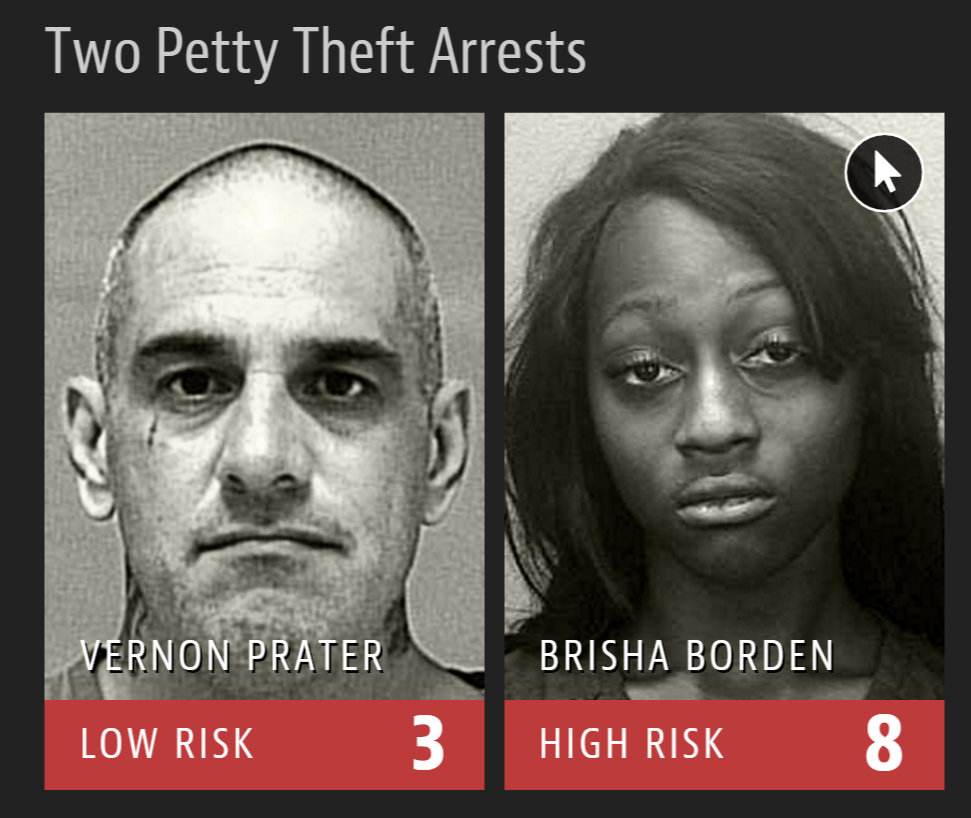 Two Petty Theft Arrests
VERNON PRATER
LOW RISK 3
BRISHA BORDEN
HIGH RISK 8